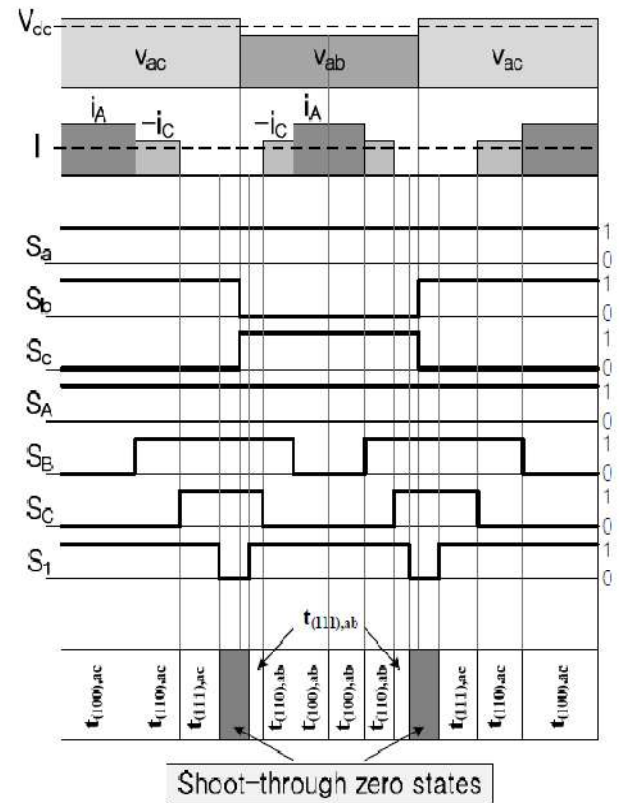 Vdc
vac vab vac
iA
-iC
-iC
iA
I
Sa
1
0
Sb
1
0
Sc
1
0
SA
1
0
SB
1
0
SC
1
0
S1
1
0
t(111),ab
t(100),ac
t(110),ac
t(111),ac
t(110),ab
t(100),ab
t(100),ab
t(110),ab
t(111),ac
t(110),ac
t(100),ac
Shoot-through zero states